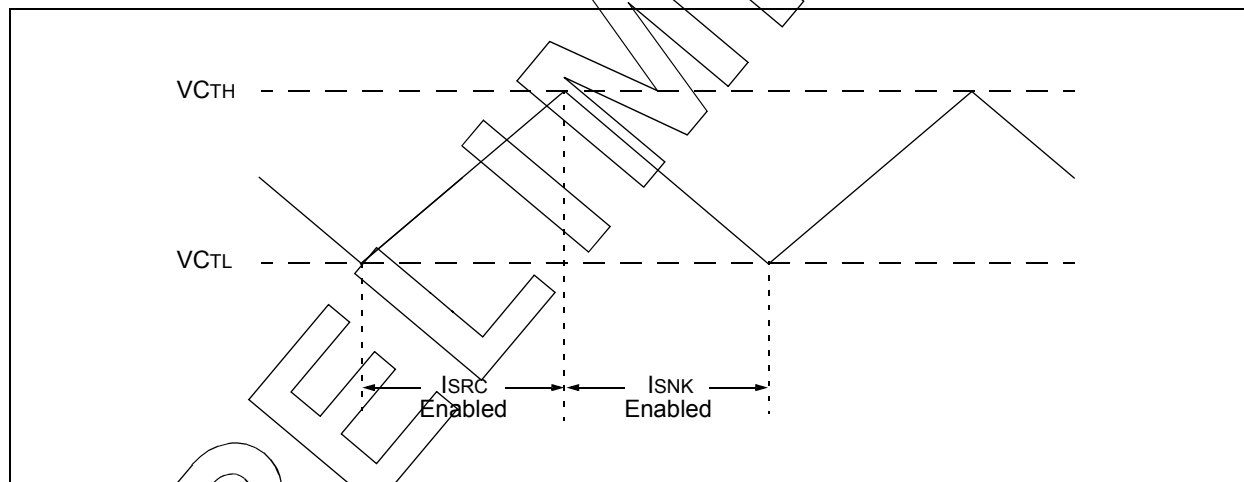 VCTH
VCTL
ISRC
Enabled
ISNK
Enabled